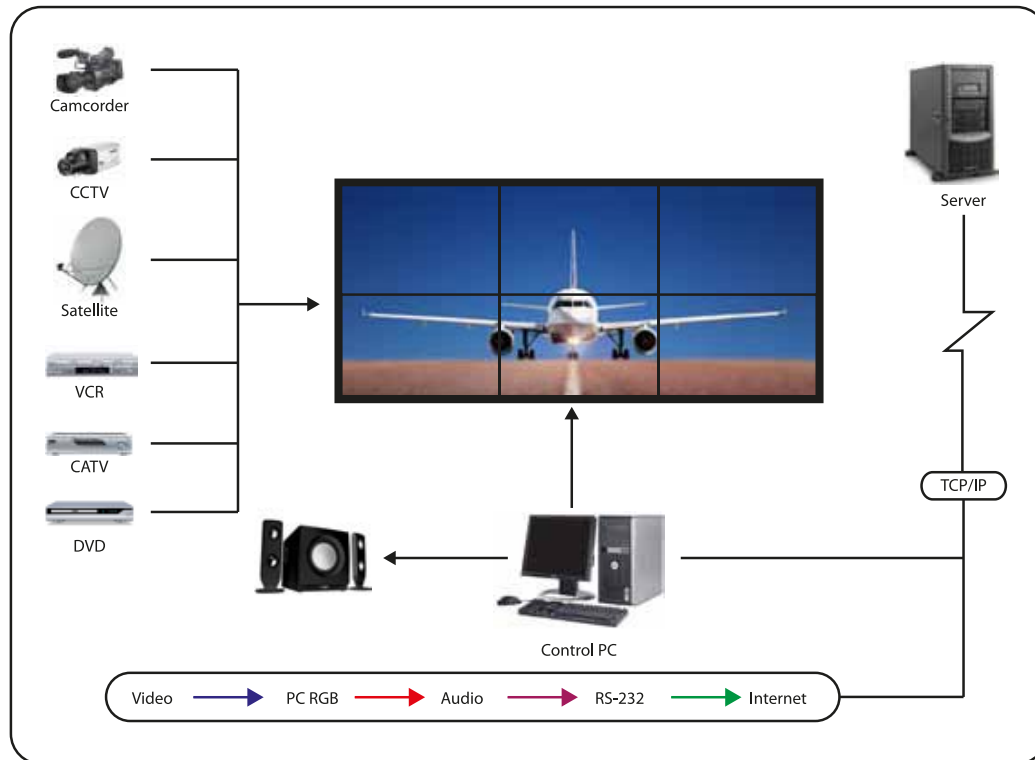 Camcorder
CCTV
Satellite
VCR
CATV
DVD
Server
TCP/IP
Control PC
Video PC RGB Audio RS-232 Internet